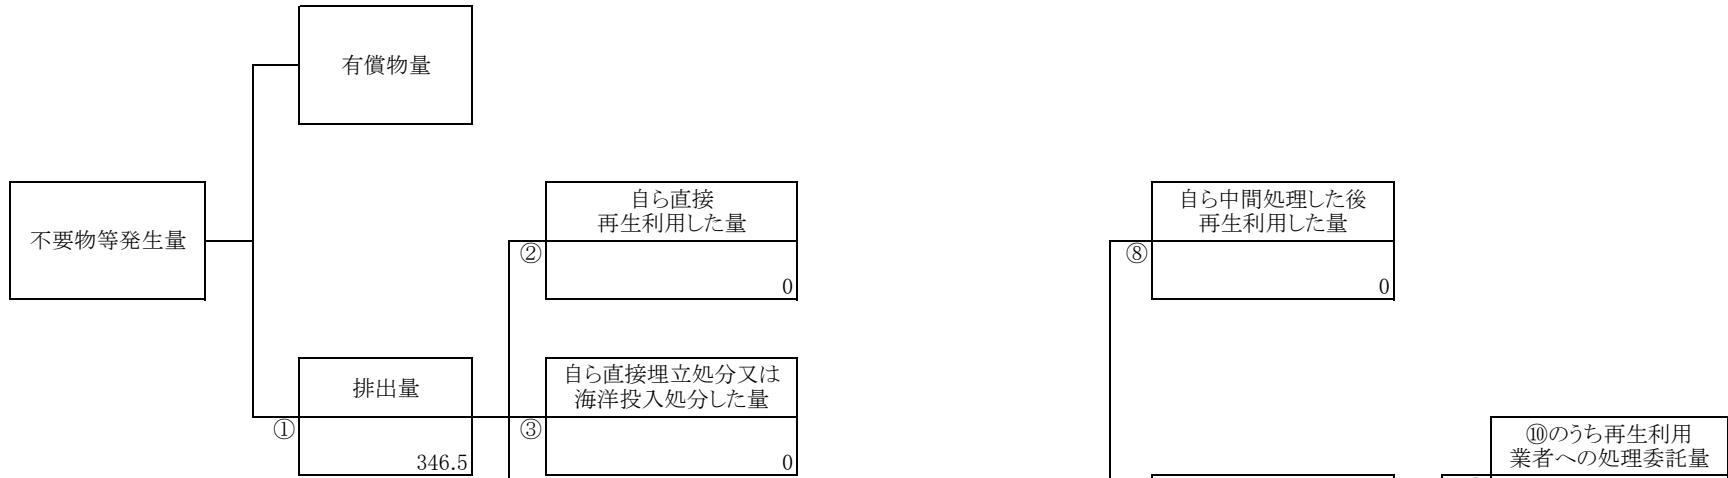 有償物量
不要物等発生量
自ら直接
再生利用した量
②
0
自ら中間処理した後
再生利用した量
⑧
0
排出量
①
346.5
自ら直接埋立処分又は
海洋投入処分した量
③
0
⑩のうち再生利用
業者への処理委託量